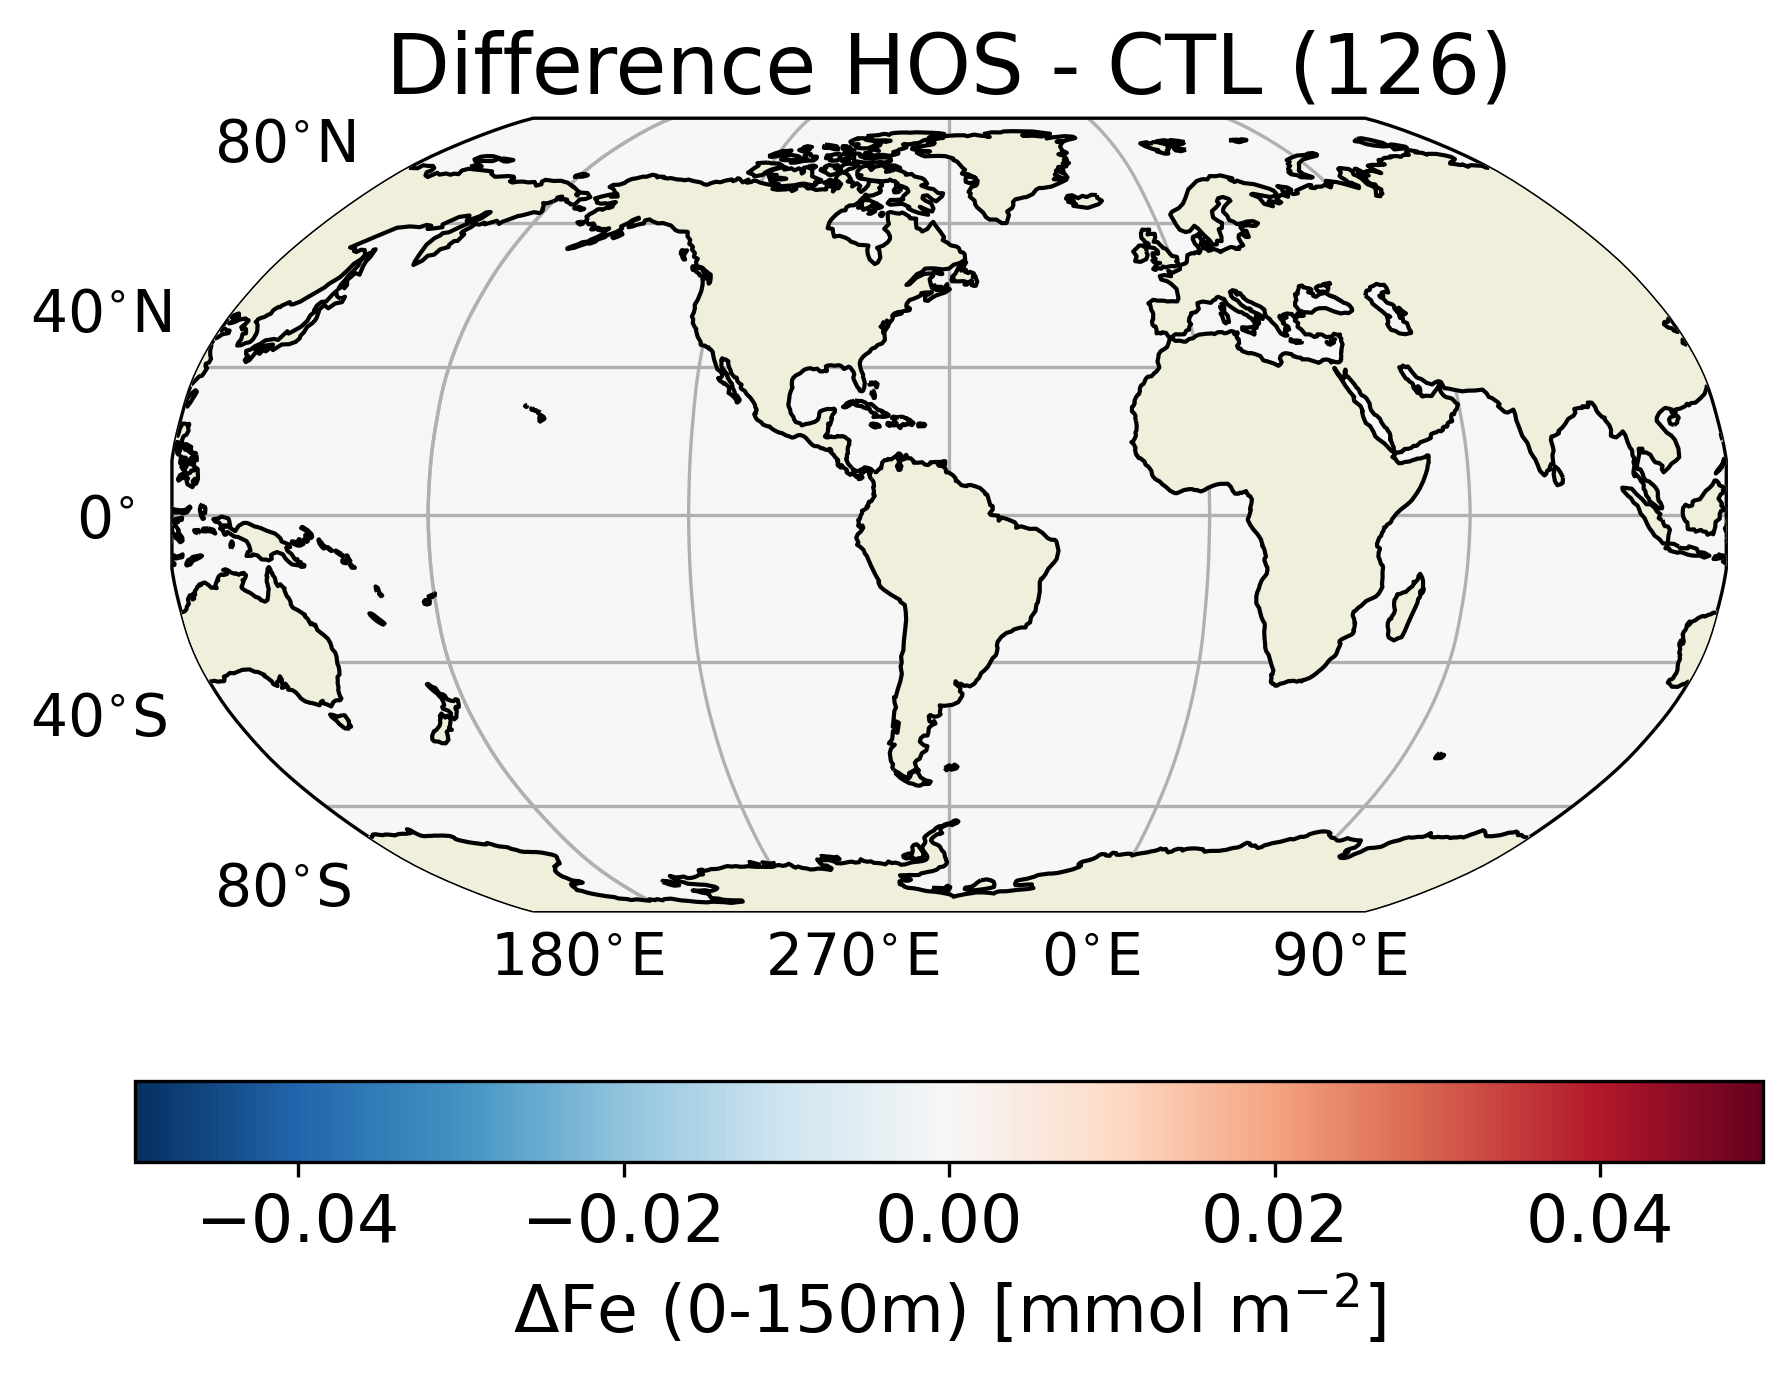 Difference HOS - CTL (126)
80°N
40°N
0°
40°S
80°S
180°E 270°E 0°E 90°E
−0.04 −0.02 0.00 0.02 0.04
ΔFe (0-150m) [mmol m⁻²]